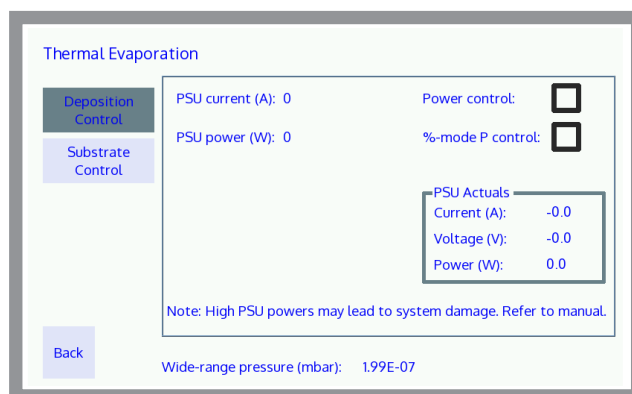 Thermal Evaporation
Deposition
Control
Substrate
Control
Back
PSU current (A): 0
Power control:
PSU power (W): 0
%-mode P control:
PSU Actuals
Current (A): -0.0
Voltage (V): -0.0
Power (W): 0.0
Note: High PSU powers may lead to system damage. Refer to manual.
Wide-range pressure (mbar): 1.99E-07